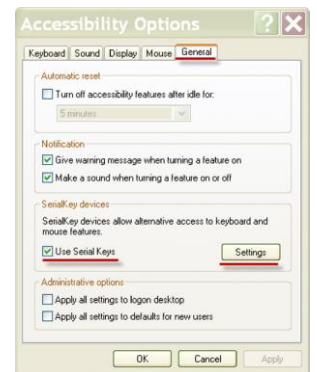 Accessibility Options
Keyboard Sound Display Mouse General
Automatic reset
Turn off accessibility features after idle for:
5 minutes
Notification
Give warning message when turning a feature on
Make a sound when turning a feature on or off
SerialKey devices
SerialKey devices allow alternative access to keyboard and
mouse features.
Use Serial Keys Settings
Administrative options
Apply all settings to logon desktop
Apply all settings to defaults for new users
OK Cancel Apply